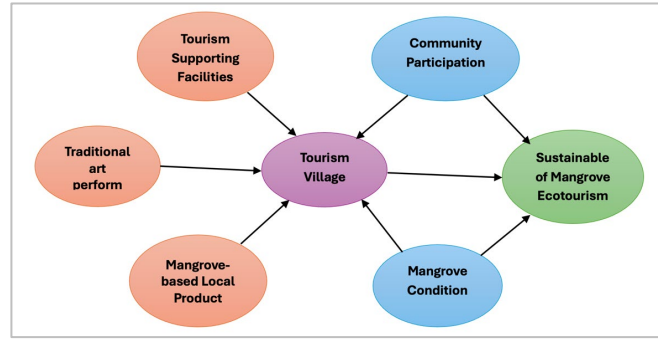 Tourism
Supporting
Facilities
Community
Participation
Traditional
art
perform
Tourism
Village
Sustainable
of Mangrove
Ecotourism
Mangrove-
based Local
Product
Mangrove
Condition